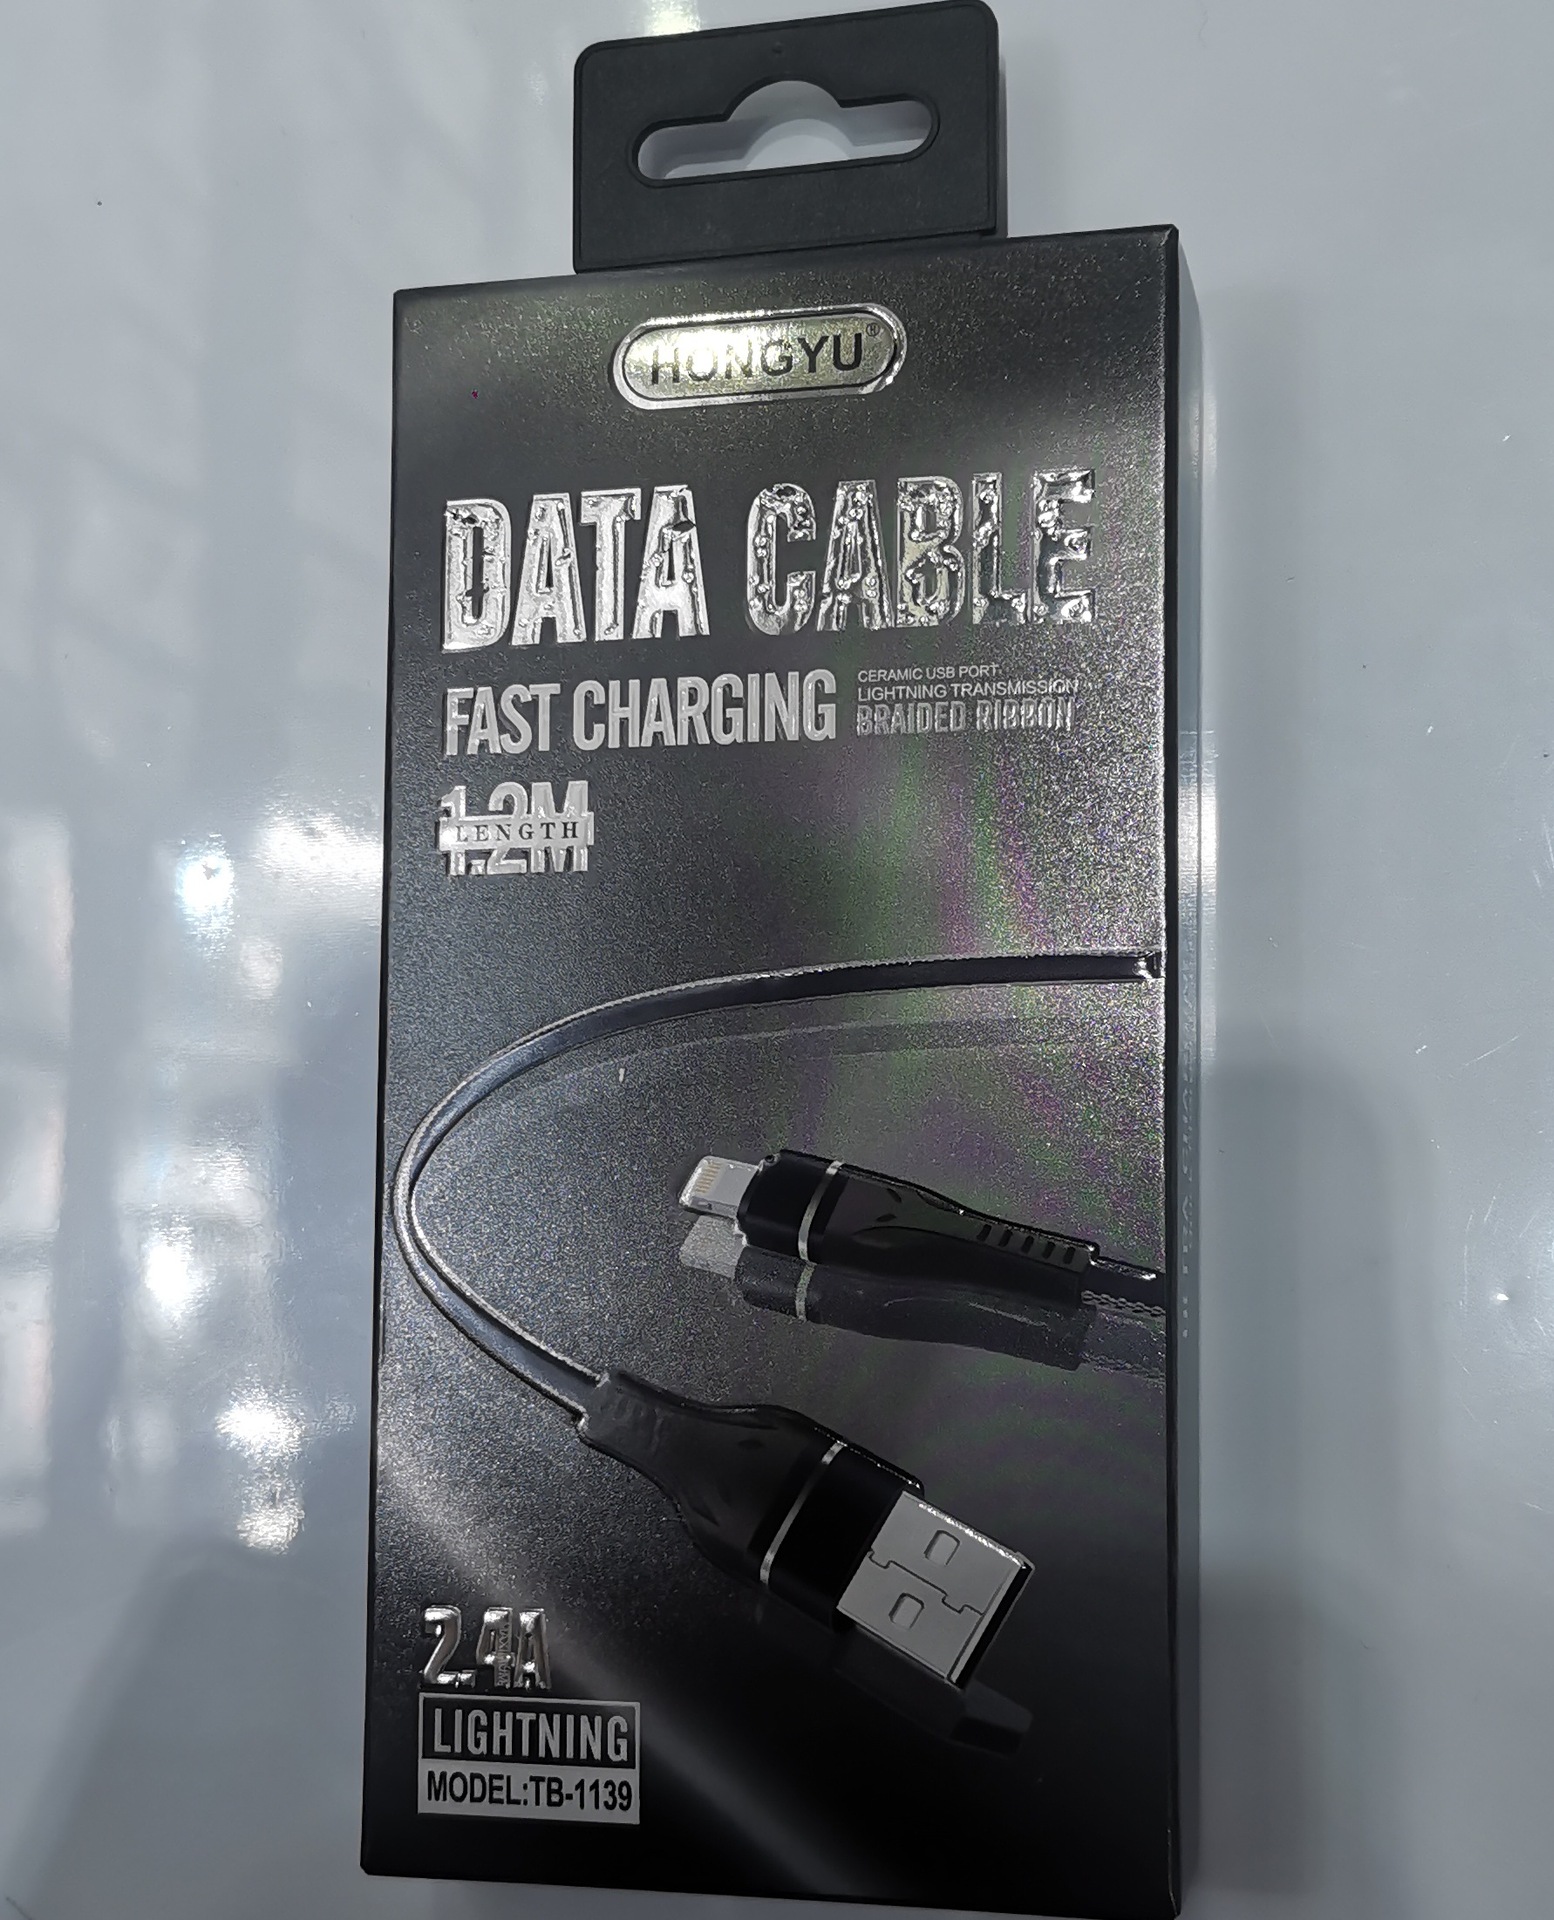 HONGYU®
DATA CABLE
FAST CHARGING
CERAMIC USB PORT
LIGHTNING TRANSMISSION
BRAIDED RIBBON
1.2M
LENGTH
2.4A
MAXIMUM
LIGHTNING
MODEL:TB-1139